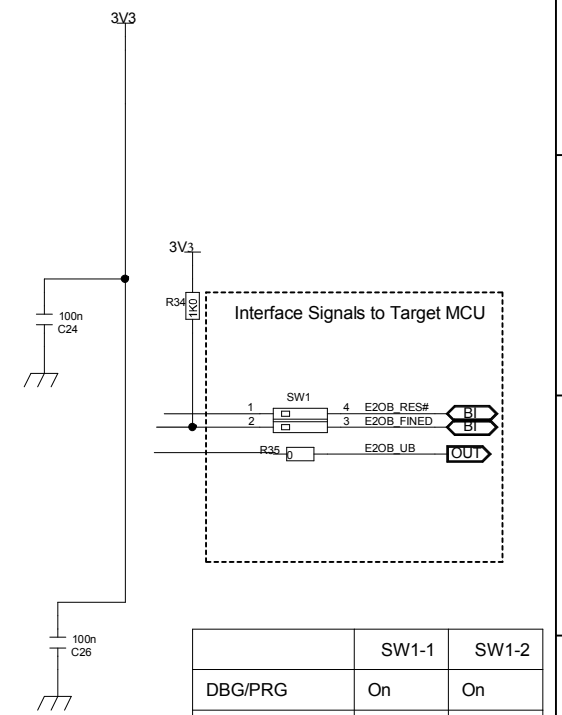 3V3
3V3
R34
1K0
Interface Signals to Target MCU
100n
C24
SW1
1
4
E2OB_RES#
BI
2
3
E2OB_FINED
BI
R35
0
E2OB_UB
OUT
100n
C26
SW1-1
SW1-2
DBG/PRG
On
On